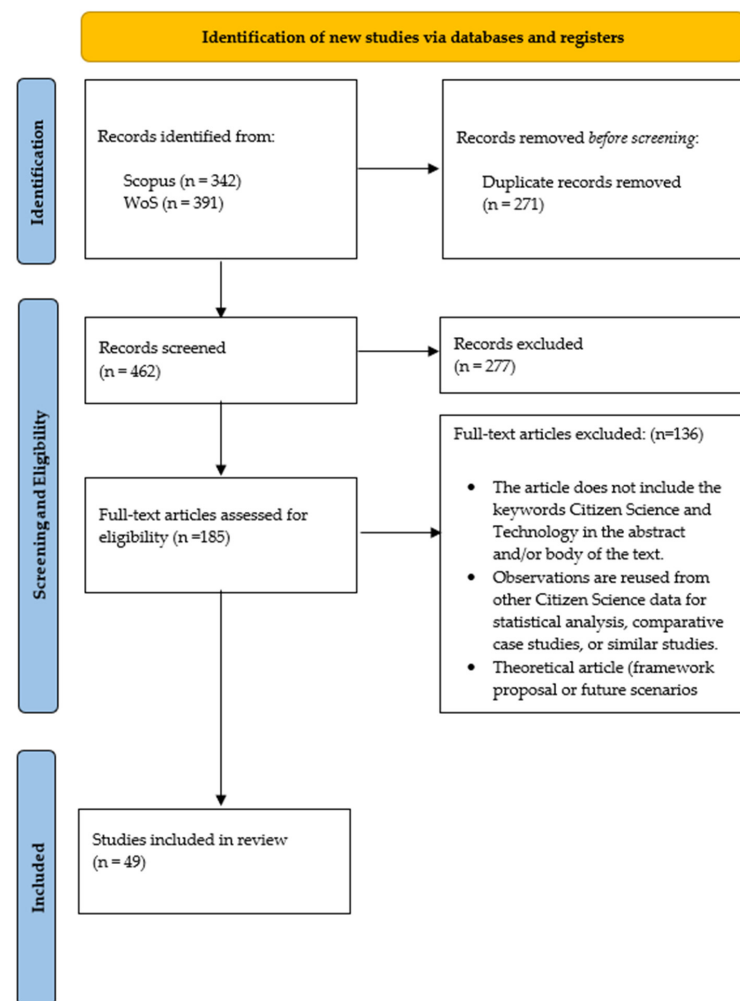 Identification of new studies via databases and registers
Identification
Records identified from:
Scopus (n = 342)
WoS (n = 391)
Records removed before screening:
Duplicate records removed
(n = 271)
Screening and Eligibility
Records screened
(n = 462)
Records excluded
(n = 277)
Full-text articles assessed for
eligibility (n =185)
Full-text articles excluded: (n=136)
• The article does not include the
keywords Citizen Science and
Technology in the abstract
and/or body of the text.
• Observations are reused from
other Citizen Science data for
statistical analysis, comparative
case studies, or similar studies.
• Theoretical article (framework
proposal or future scenarios
Included
Studies included in review
(n = 49)